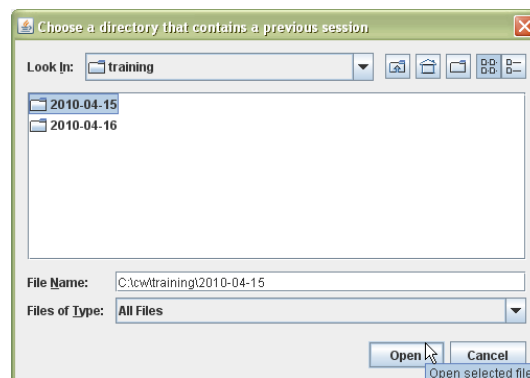 Choose a directory that contains a previous session
Look In: training
2010-04-15
2010-04-16
File Name: C:\cw\training\2010-04-15
Files of Type: All Files
Open Cancel
Open selected file